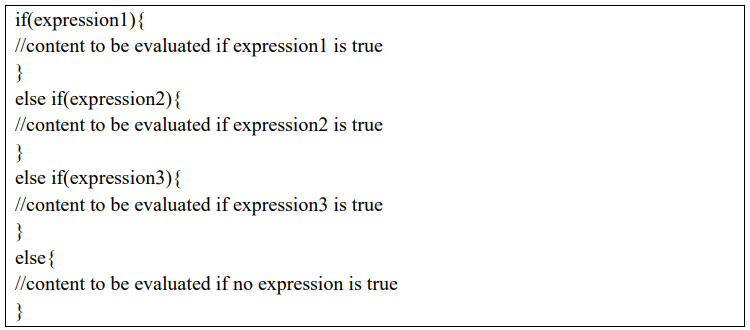 if(expression1){
//content to be evaluated if expression1 is true
}
else if(expression2){
//content to be evaluated if expression2 is true
}
else if(expression3){
//content to be evaluated if expression3 is true
}
else{
//content to be evaluated if no expression is true
}